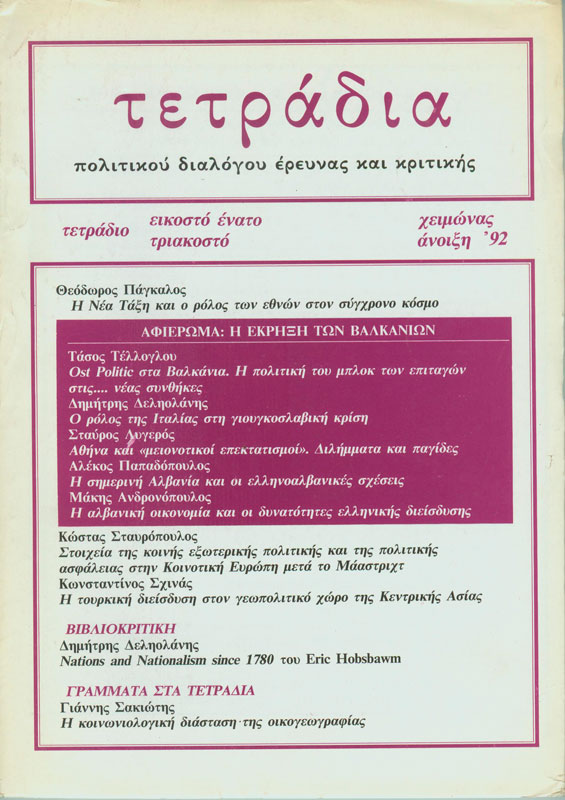 τετράδια
πολιτικού διαλόγου έρευνας και κριτικής
τετράδιο
εικοστό ένατο
τριακοστό
χειμώνας
άνοιξη '92
Θεόδωρος Πάγκαλος
Η Νέα Τάξη και ο ρόλος των εθνών στον σύγχρονο κόσμο
ΑΦΙΕΡΩΜΑ: Η ΕΚΡΗΞΗ ΤΩΝ ΒΑΛΚΑΝΙΩΝ
Τάσος Τέλλογλου
Ost Politic στα Βαλκάνια. Η πολιτική του μπλοκ των επιταγών
στις.... νέας συνθήκες
Δημήτρης Δεληολάνης
Ο ρόλος της Ιταλίας στη γιουγκοσλαβική κρίση
Σταύρος Λυγερός
Αθήνα και «μειονοτικοί επεκτατισμοί». Διλήμματα και παγίδες
Αλέκος Παπαδόπουλος
Η σημερινή Αλβανία και οι ελληνοαλβανικές σχέσεις
Μάκης Ανδρονόπουλος
Η αλβανική οικονομία και οι δυνατότητες ελληνικής διείσδυσης
Κώστας Σταυρόπουλος
Στοιχεία της κοινής εξωτερικής πολιτικής και της πολιτικής
ασφάλειας στην Κοινοτική Ευρώπη μετά το Μάαστριχτ
Κωνσταντίνος Σχινάς
Η τουρκική διείσδυση στον γεωπολιτικό χώρο της Κεντρικής Ασίας
ΒΙΒΛΙΟΚΡΙΤΙΚΗ
Δημήτρης Δεληολάνης
Nations and Nationalism since 1780 του Eric Hobsbawm
ΓΡΑΜΜΑΤΑ ΣΤΑ ΤΕΤΡΑΔΙΑ
Γιάννης Σακιώτης
Η κοινωνιολογική διάσταση της οικογεωγραφίας